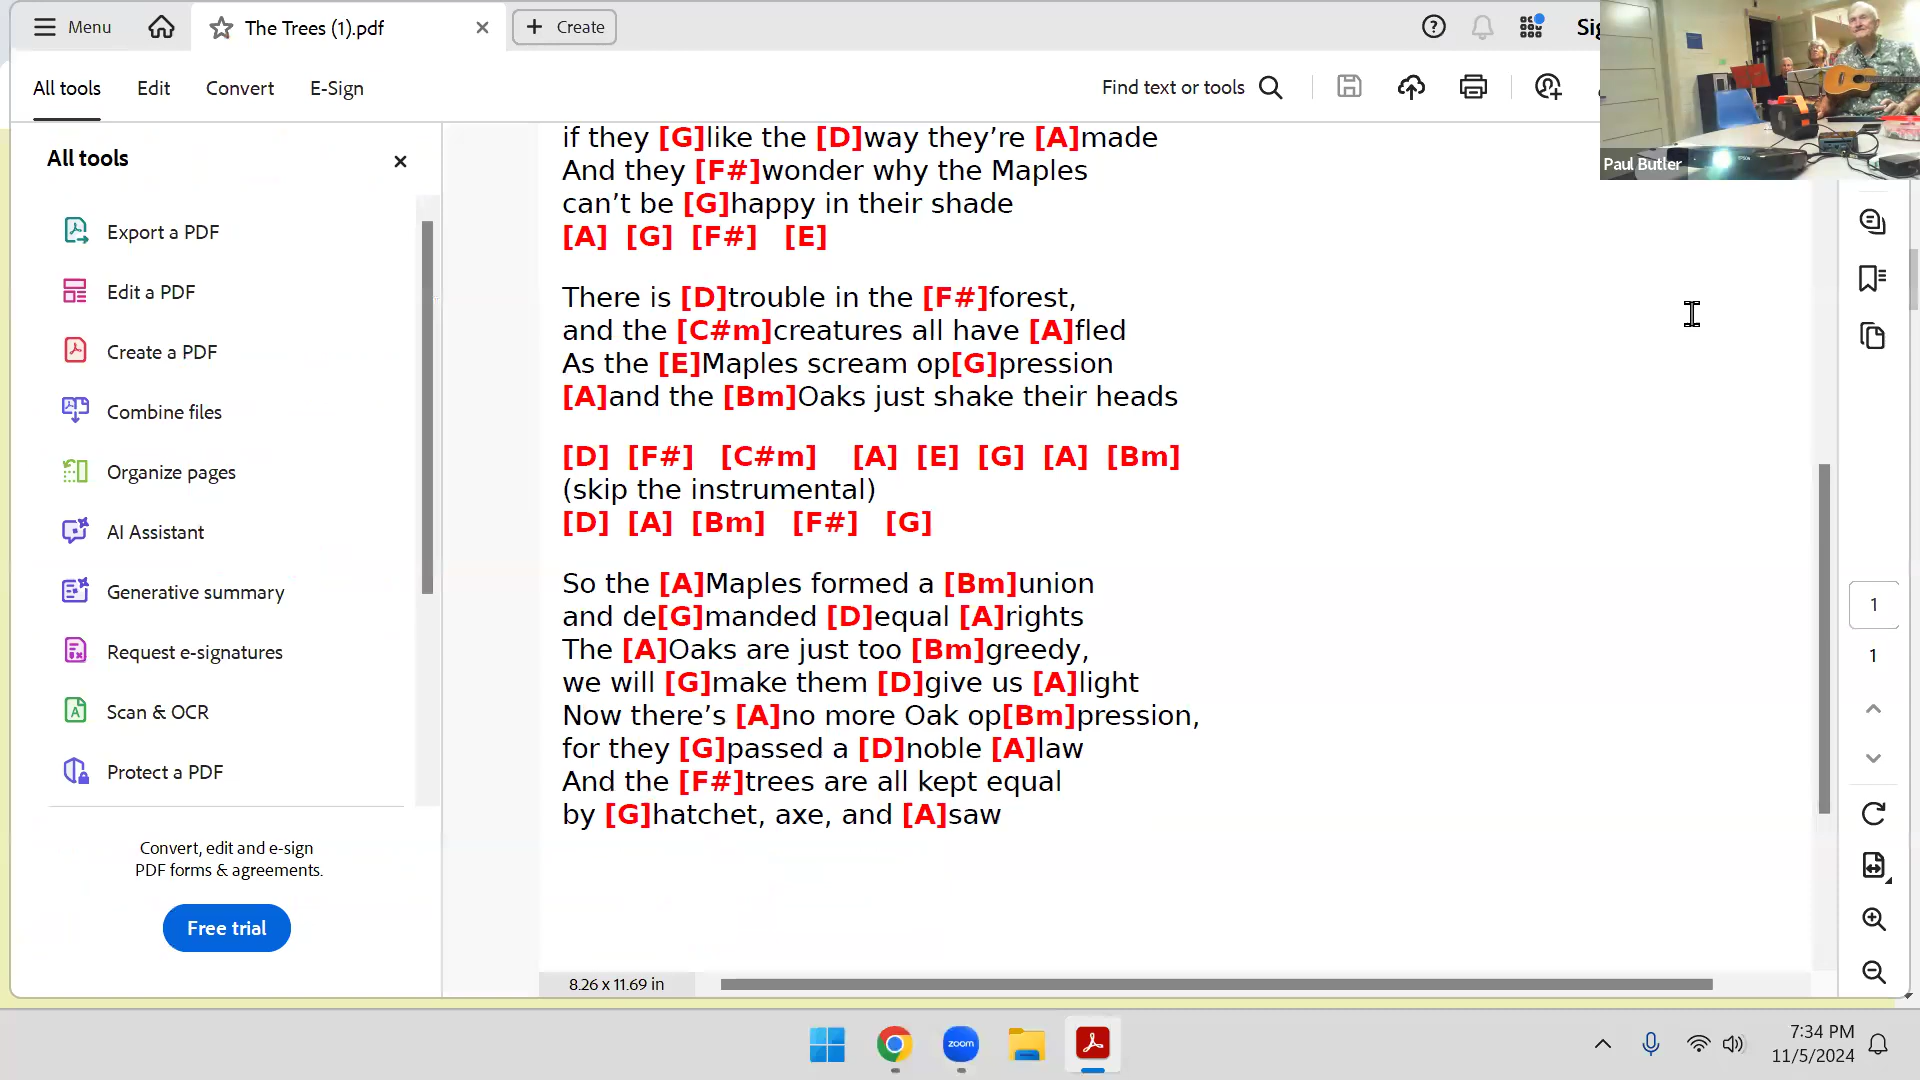 Menu
The Trees (1).pdf
Create
All tools
Edit
Convert
E-Sign
Find text or tools
Paul Butler
All tools
Export a PDF
Edit a PDF
Create a PDF
Combine files
Organize pages
AI Assistant
Generative summary
Request e-signatures
Scan & OCR
Protect a PDF
Convert, edit and e-sign
PDF forms & agreements.
Free trial
if they [G]like the [D]way they’re [A]made
And they [F#]wonder why the Maples
can’t be [G]happy in their shade
[A] [G] [F#] [E]
There is [D]trouble in the [F#]forest,
and the [C#m]creatures all have [A]fled
As the [E]Maples scream op[G]pression
[A]and the [Bm]Oaks just shake their heads
[D] [F#] [C#m] [A] [E] [G] [A] [Bm]
(skip the instrumental)
[D] [A] [Bm] [F#] [G]
So the [A]Maples formed a [Bm]union
and de[G]manded [D]equal [A]rights
The [A]Oaks are just too [Bm]greedy,
we will [G]make them [D]give us [A]light
Now there’s [A]no more Oak op[Bm]pression,
for they [G]passed a [D]noble [A]law
And the [F#]trees are all kept equal
by [G]hatchet, axe, and [A]saw
8.26 x 11.69 in
1
1
zoom
7:34 PM
11/5/2024